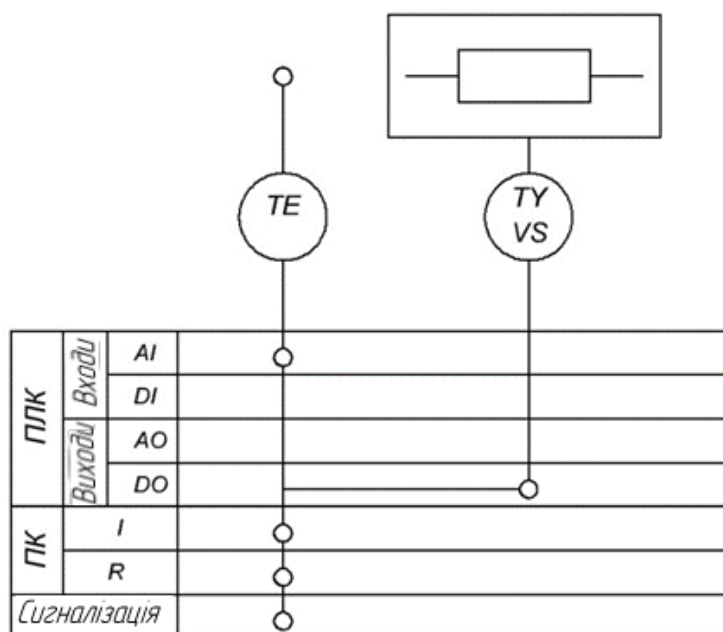 TE
TY
VS
ПЛК
Входи
AI
DI
Виходи
AO
DO
ПК
I
R
Сигналізація